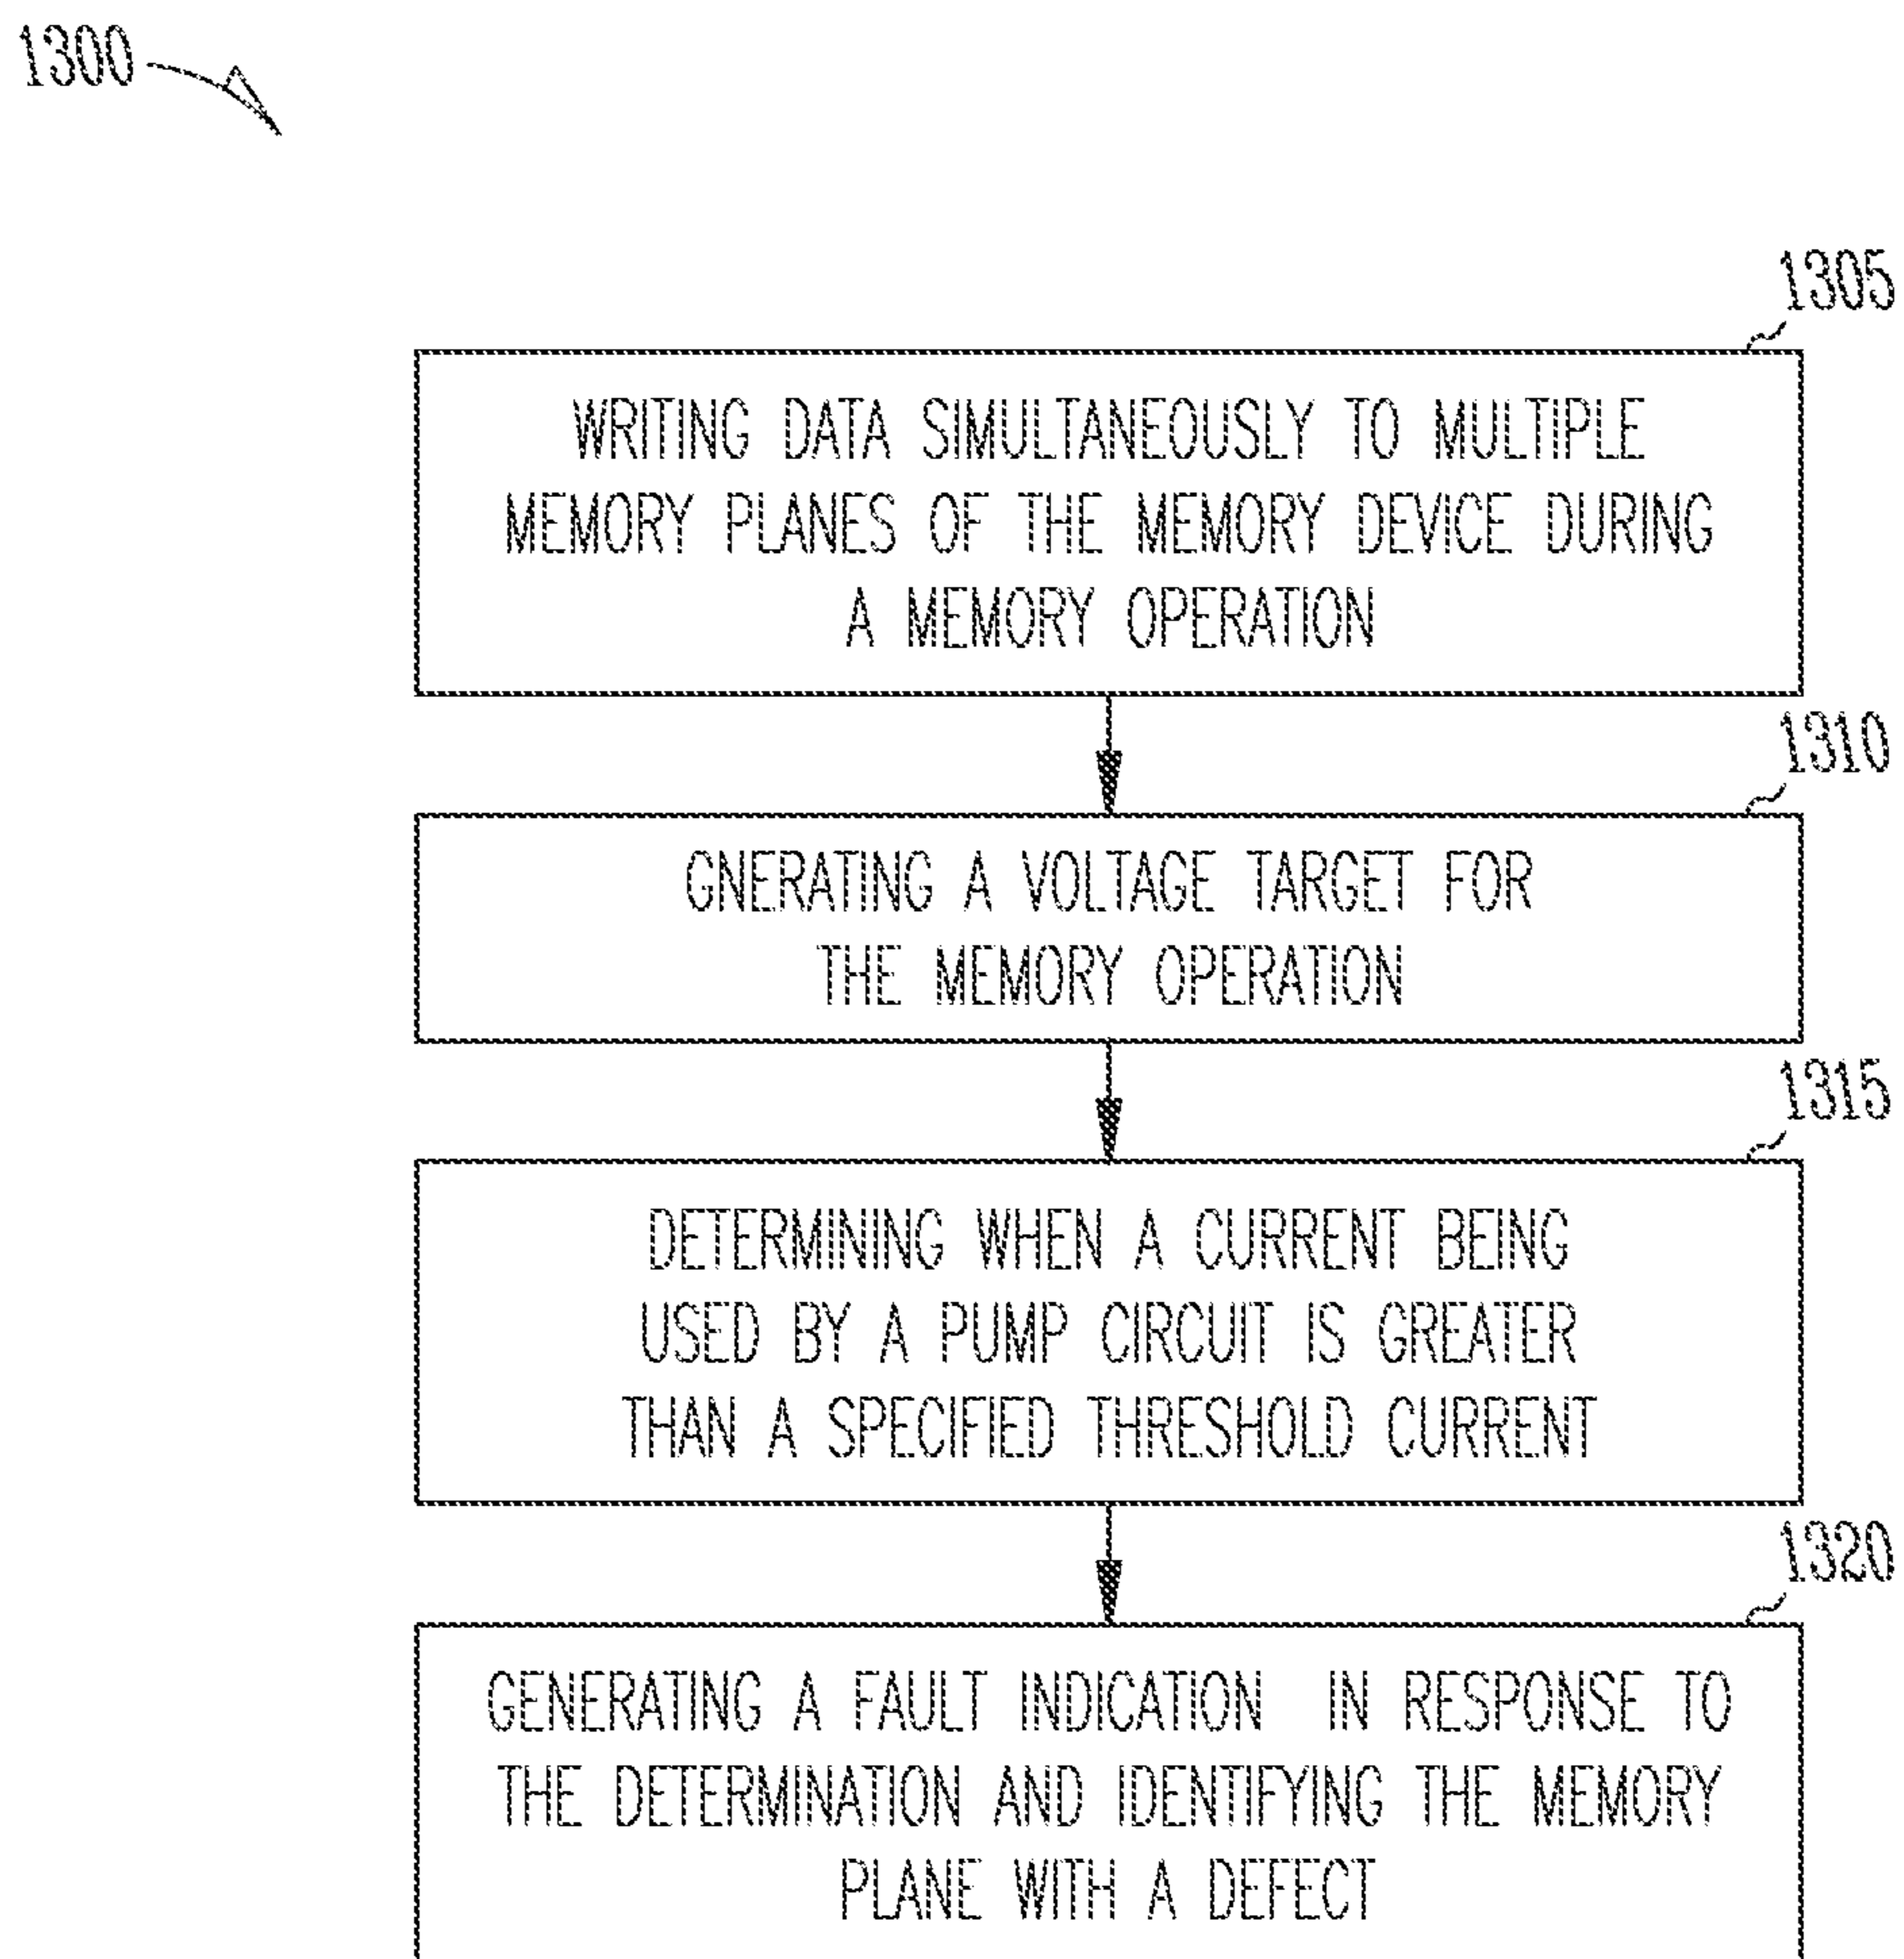 1300
1305
WRITING DATA SIMULTANEOUSLY TO MULTIPLE
MEMORY PLANES OF THE MEMORY DEVICE DURING
A MEMORY OPERATION
1310
GNERATING A VOLTAGE TARGET FOR
THE MEMORY OPERATION
1315
DETERMINING WHEN A CURRENT BEING
USED BY A PUMP CIRCUIT IS GREATER
THAN A SPECIFIED THRESHOLD CURRENT
1320
GENERATING A FAULT INDICATION IN RESPONSE TO
THE DETERMINATION AND IDENTIFYING THE MEMORY
PLANE WITH A DEFECT